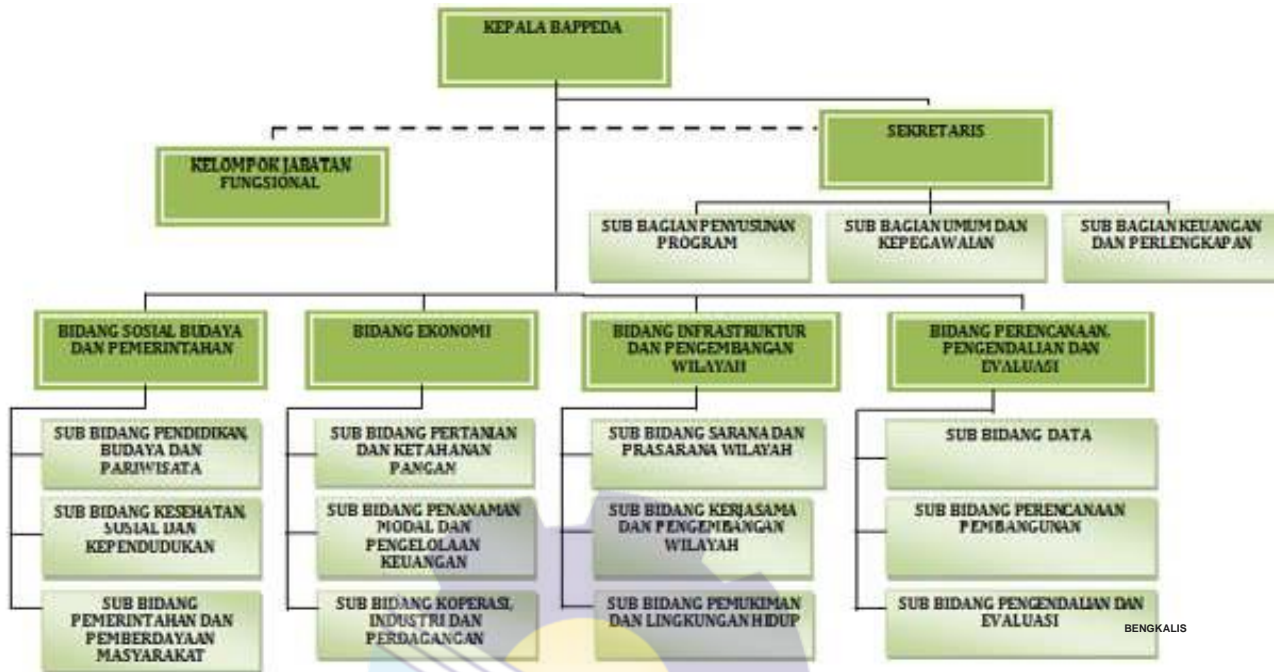 KEPALA BAPPEDA
SEKRETARIS
KELOMPOK JABATAN
FUNGSIONAL
SUB BAGIAN PENYUSUNAN
PROGRAM
SUB BAGIAN UMUM DAN
KEPEGAWAIAN
SUB BAGIAN KEUANGAN
DAN PERLENGKAPAN
BIDANG SOSIAL BUDAYA
DAN PEMERINTAHAN
BIDANG EKONOMI
BIDANG INFRASTRUKTUR
DAN PENGEMBANGAN
WILAYAH
BIDANG PERENCANAAN,
PENGENDALIAN DAN
EVALUASI
SUB BIDANG PENDIDIKAN,
BUDAYA DAN
PARIWISATA
SUB BIDANG KESEHATAN,
SOSIAL DAN
KEPENDUDUKAN
SUB BIDANG
PEMERINTAHAN DAN
PEMBERDAYAAN
MASYARAKAT
SUB BIDANG PERTANIAN
DAN KETAHANAN
PANGAN
SUB BIDANG PENANAMAN
MODAL DAN
PENGELOLAAN
KEUANGAN
SUB BIDANG KOPERASI,
INDUSTRI DAN
PERDAGANGAN
SUB BIDANG SARANA DAN
PRASARANA WILAYAH
SUB BIDANG KERJASAMA
DAN PENGEMBANGAN
WILAYAH
SUB BIDANG PEMUKIMAN
DAN LINGKUNGAN HIDUP
SUB BIDANG DATA
SUB BIDANG PERENCANAAN
PEMBANGUNAN
SUB BIDANG PENGENDALIAN DAN
EVALUASI
BENGKALIS